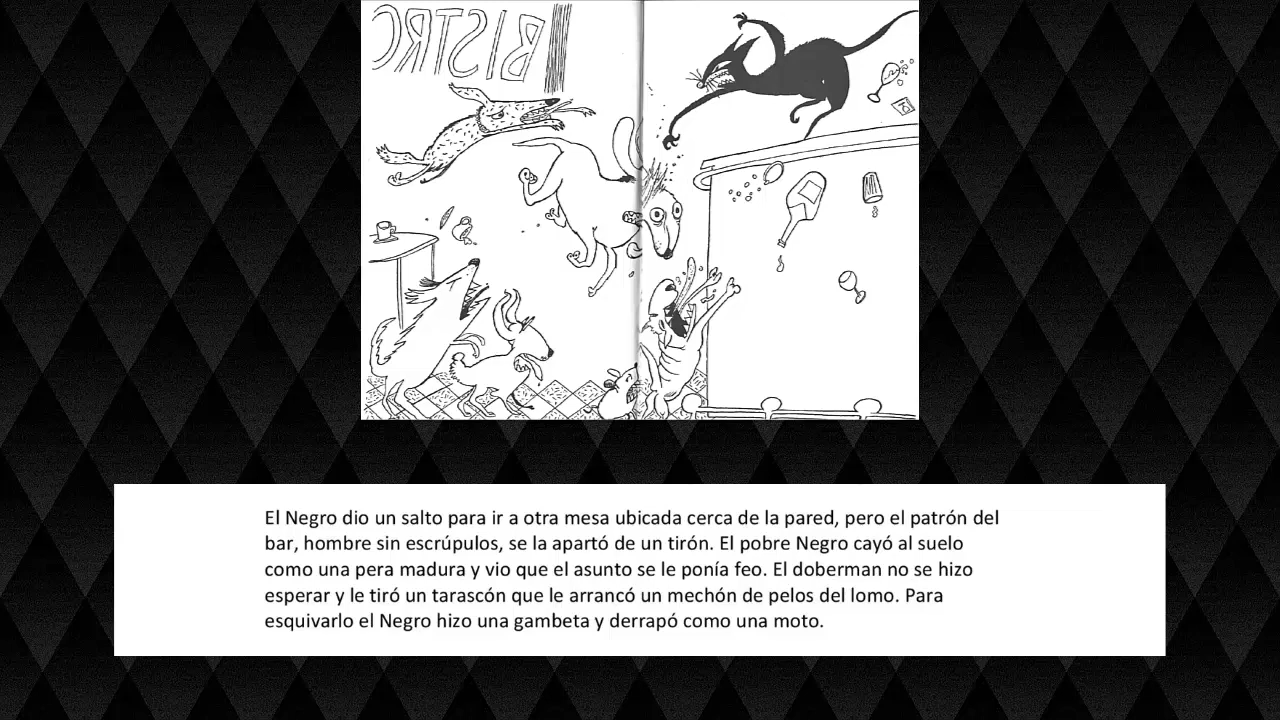 BISTRO
El Negro dio un salto para ir a otra mesa ubicada cerca de la pared, pero el patrón del
bar, hombre sin escrúpulos, se la apartó de un tirón. El pobre Negro cayó al suelo
como una pera madura y vio que el asunto se le ponía feo. El doberman no se hizo
esperar y le tiró un tarascón que le arrancó un mechón de pelos del lomo. Para
esquivarlo el Negro hizo una gambeta y derrapó como una moto.